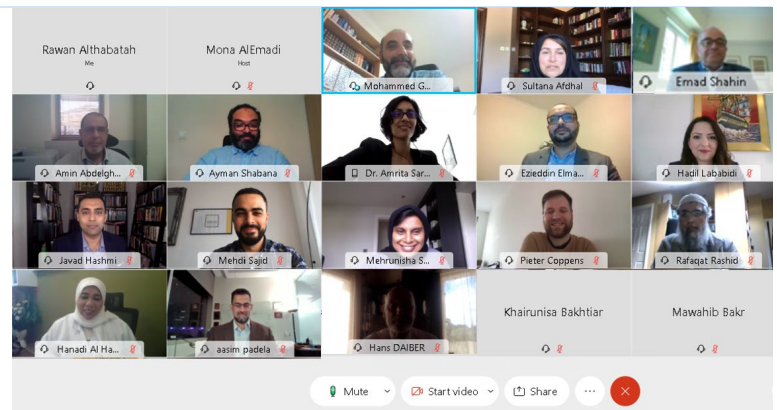 Rawan Althabatah
Me
Mona AlEmadi
Host
Mohammed G...
Sultana Afdhal
Emad Shahin
Amin Abdelgh...
Ayman Shabana
Dr. Amrita Sar...
Ezieddin Elma...
Hadil Lababidi
Javad Hashmi
Mehdi Sajid
Mehrunisha S...
Pieter Coppens
Rafaqat Rashid
Hanadi Al Ha...
aasim padela
Hans DAIBER
Khairunisa Bakhtiar
Mawahib Bakr
Mute
Start video
Share